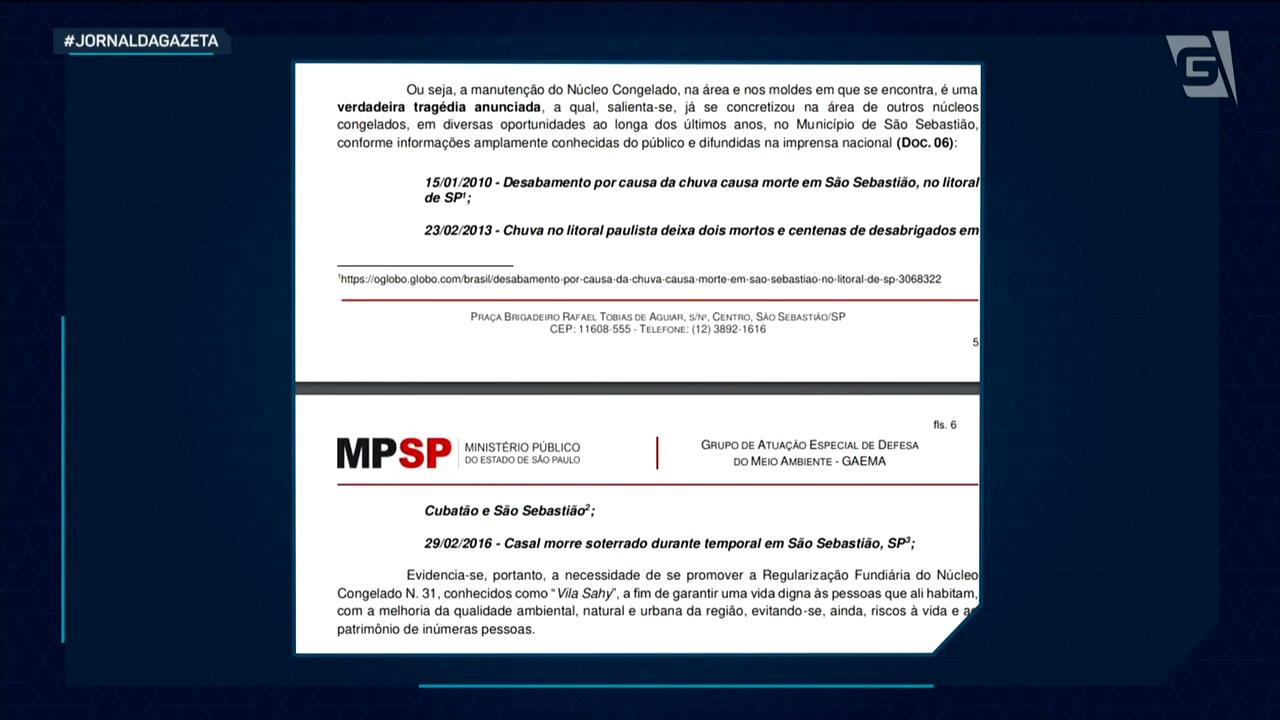 #JORNALDAGAZETA
G
Ou seja, a manutenção do Núcleo Congelado, na área e nos moldes em que se encontra, é uma
verdadeira tragédia anunciada, a qual, salienta-se, já se concretizou na área de outros núcleos
congelados, em diversas oportunidades ao longa dos últimos anos, no Município de São Sebastião,
conforme informações amplamente conhecidas do público e difundidas na imprensa nacional (DOC. 06):
15/01/2010 - Desabamento por causa da chuva causa morte em São Sebastião, no litoral
de SP¹;
23/02/2013 - Chuva no litoral paulista deixa dois mortos e centenas de desabrigados em
¹https://oglobo.globo.com/brasil/desabamento-por-causa-da-chuva-causa-morte-em-sao-sebastiao-no-litoral-de-sp-3068322
PRAÇA BRIGADEIRO RAFAEL TOBIAS DE AGUIAR, S/Nº, CENTRO, SÃO SEBASTIÃO/SP
CEP: 11608-555 - TELEFONE: (12) 3892-1616
5
fls. 6
MPSP MINISTÉRIO PÚBLICO
DO ESTADO DE SÃO PAULO
GRUPO DE ATUAÇÃO ESPECIAL DE DEFESA
DO MEIO AMBIENTE - GAEMA
Cubatão e São Sebastião²;
29/02/2016 - Casal morre soterrado durante temporal em São Sebastião, SP³;
Evidencia-se, portanto, a necessidade de se promover a Regularização Fundiária do Núcleo
Congelado N. 31, conhecidos como “Vila Sahy”, a fim de garantir uma vida digna às pessoas que ali habitam,
com a melhoria da qualidade ambiental, natural e urbana da região, evitando-se, ainda, riscos à vida e
patrimônio de inúmeras pessoas.